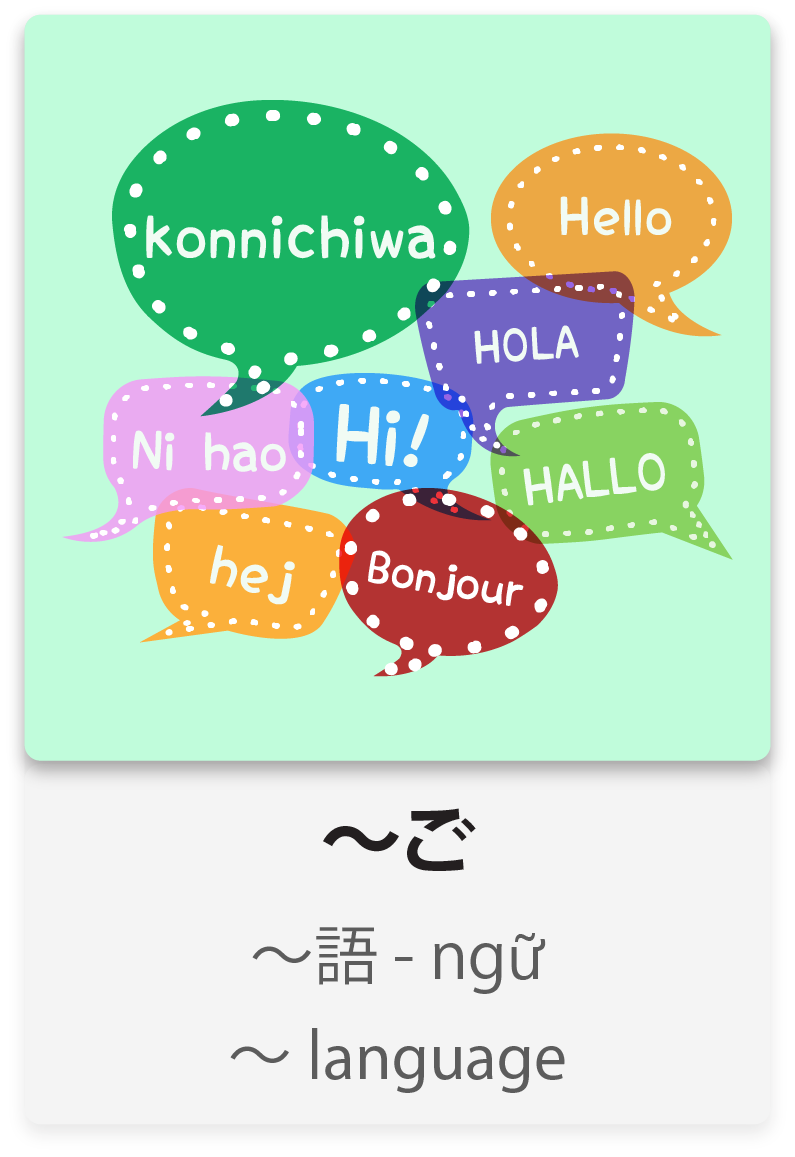 konnichiwa
Hello
HOLA
Ni hao
Hi!
HALLO
hej
Bonjour
～ご
～語 - ngữ
～ language